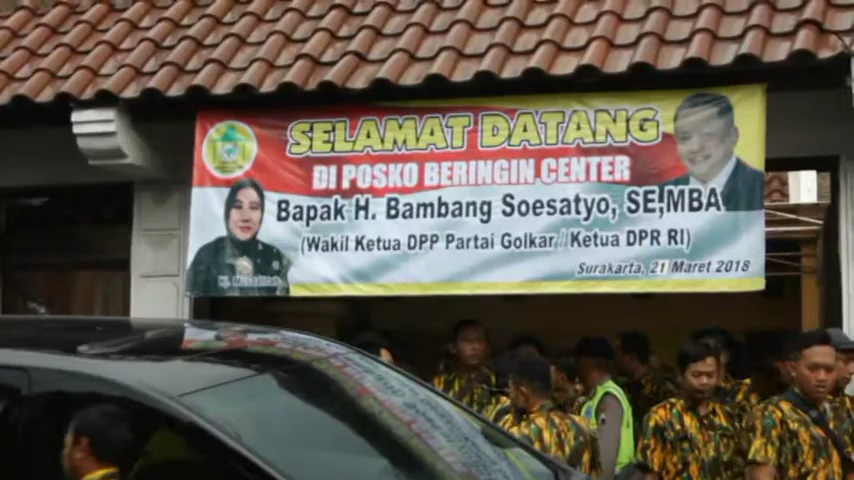 SELAMAT DATANG
DI POSKO BERINGIN CENTER
Bapak H. Bambang Soesatyo, SE,MBA
(Wakil Ketua DPP Partai Golkar / Ketua DPR RI)
Surakarta, 21 Maret 2018
Hj.